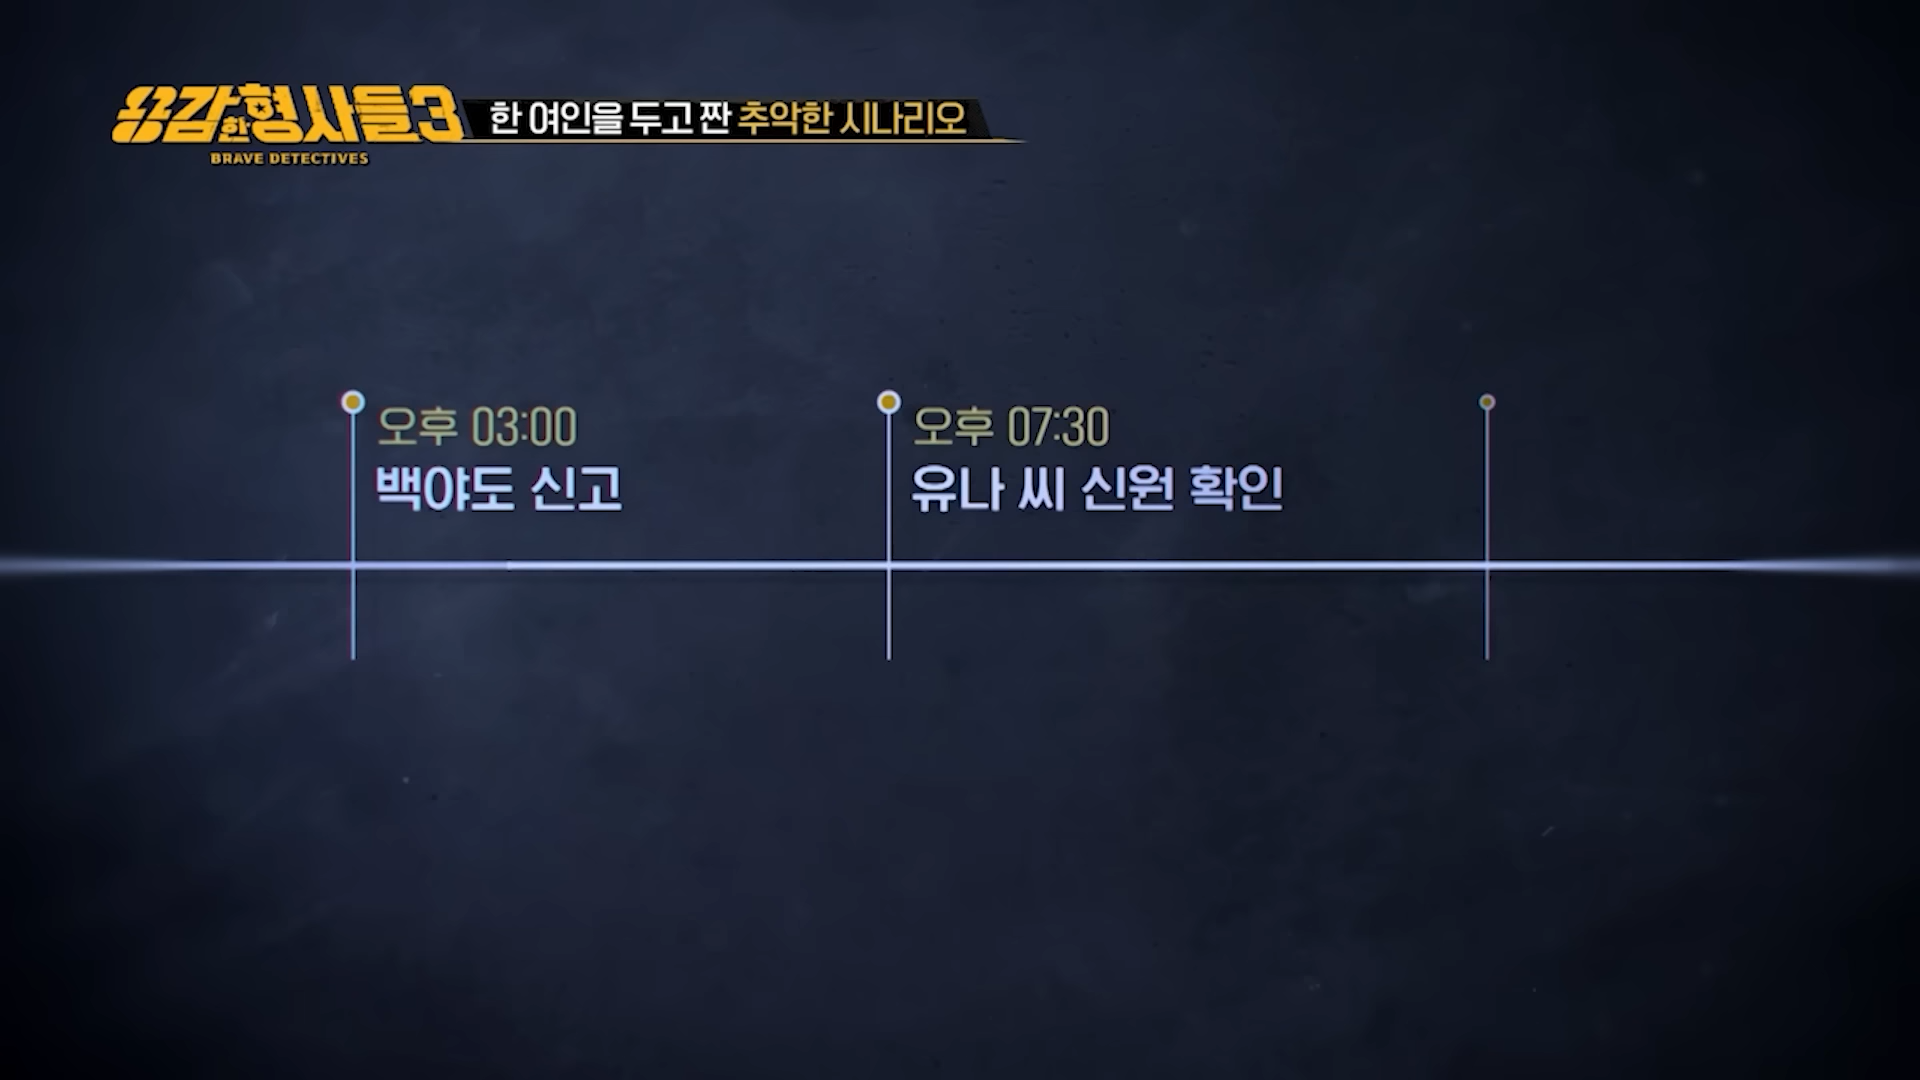 용감한 형사들3
BRAVE DETECTIVES
한 여인을 두고 짠 추악한 시나리오
오후 03:00
백야도 신고
오후 07:30
유나 씨 신원 확인